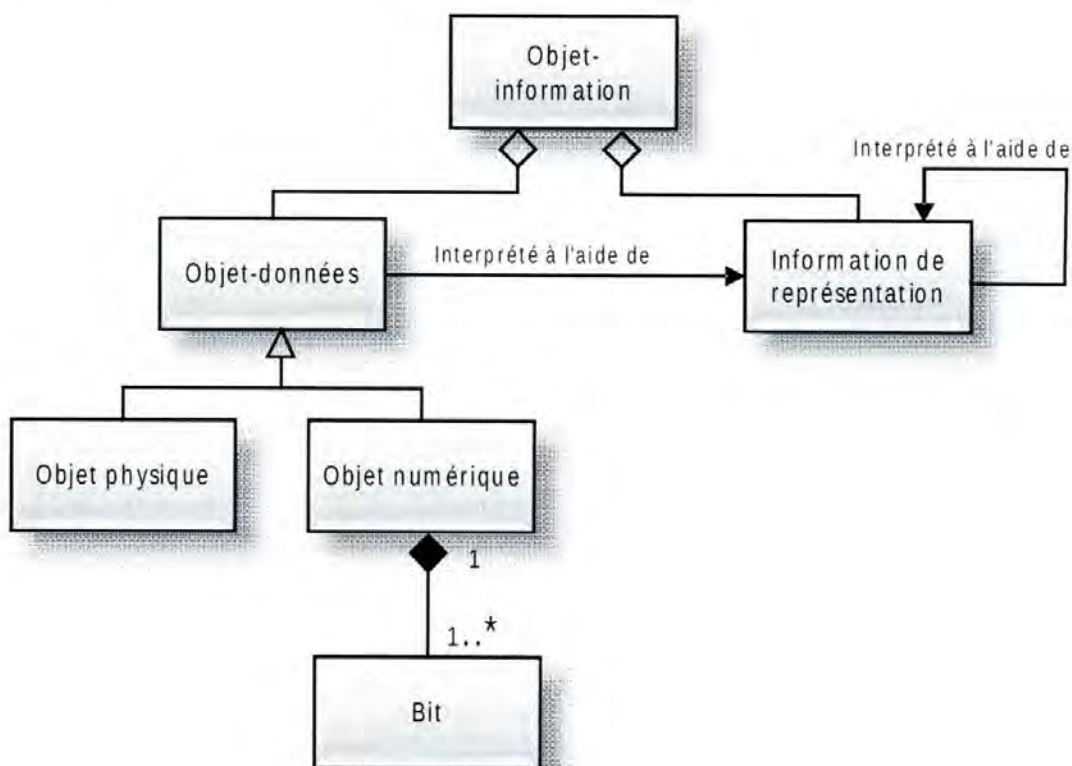 Objet-
information
Interprété à l'aide de
Objet-données
Interprété à l'aide de
Information de
représentation
Objet physique
Objet numérique
1
1..*
Bit